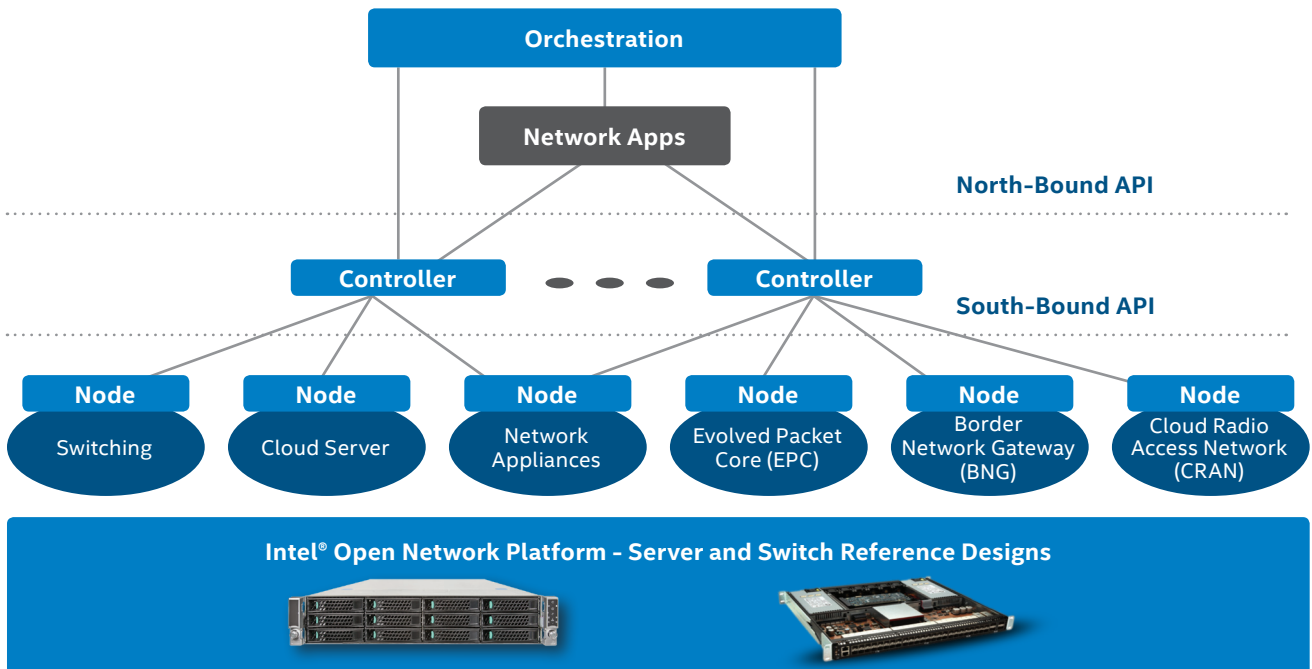 Orchestration
Network Apps
North-Bound API
Controller
Controller
South-Bound API
Node
Node
Node
Node
Node
Node
Switching
Cloud Server
Network
Appliances
Evolved Packet
Core (EPC)
Border
Network Gateway
(BNG)
Cloud Radio
Access Network
(CRAN)
Intel® Open Network Platform – Server and Switch Reference Designs